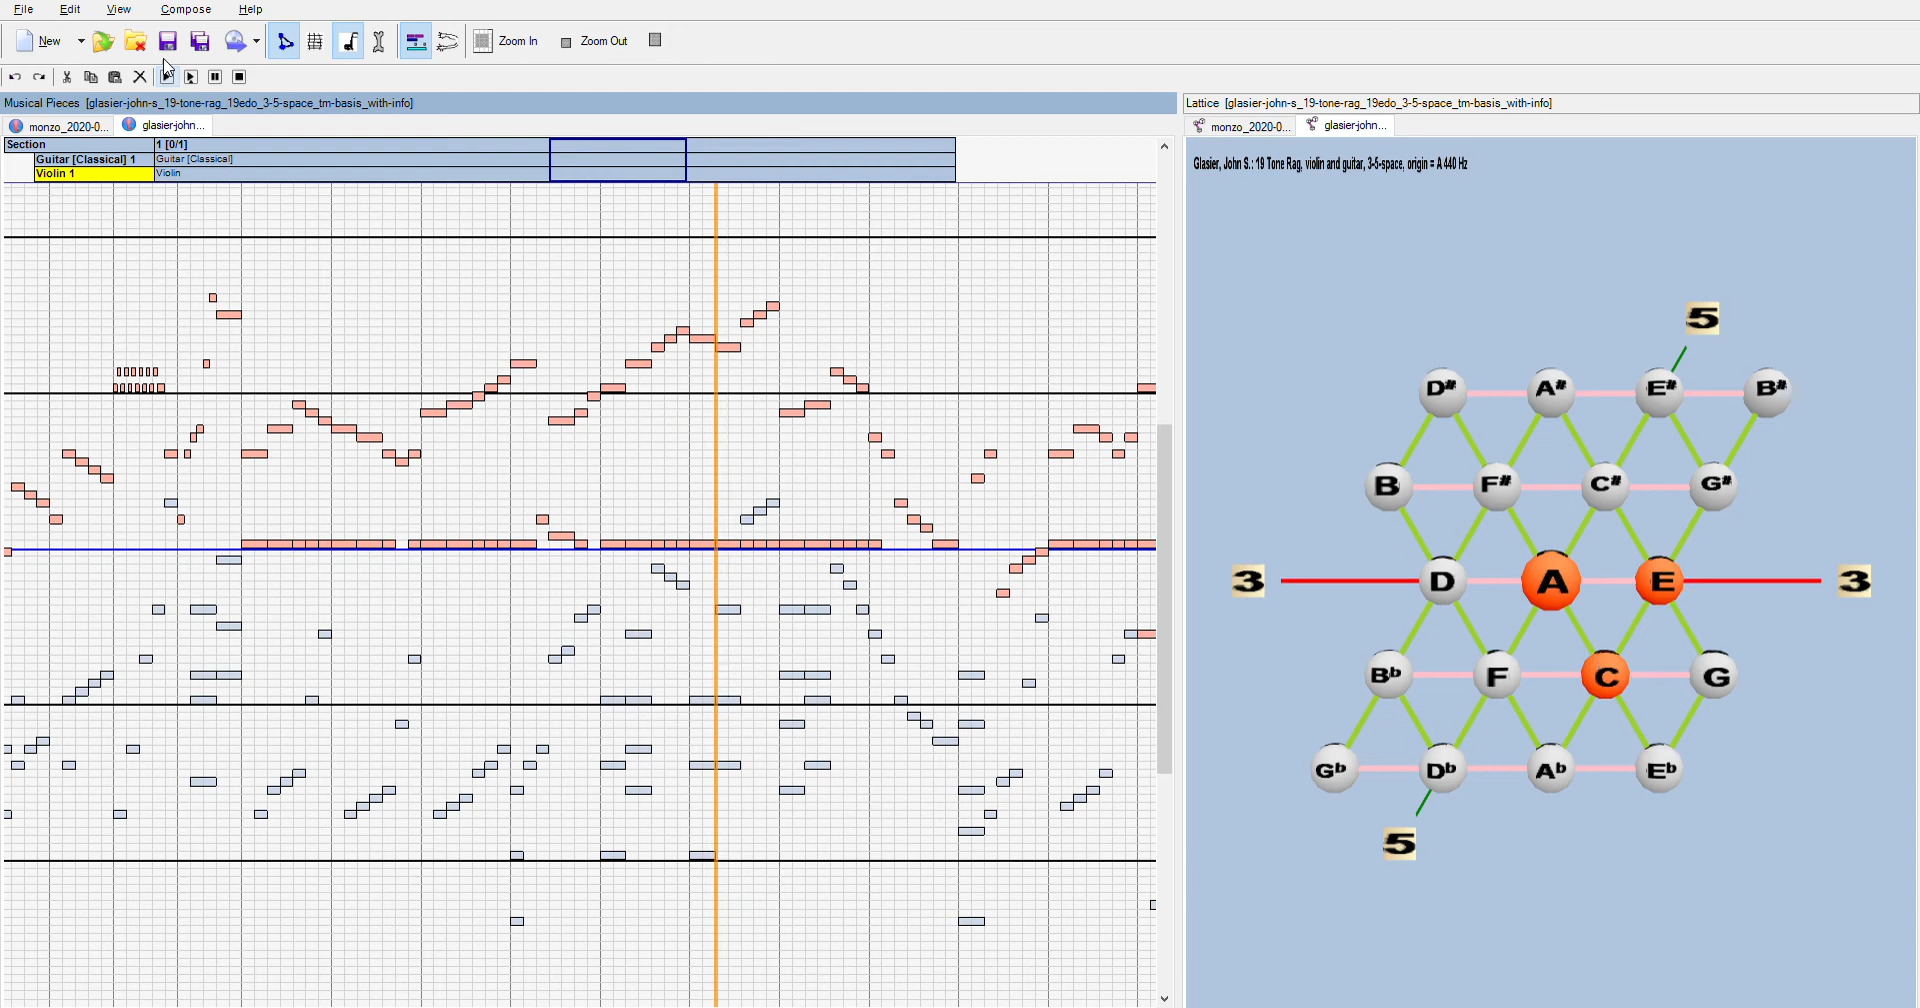 File Edit View Compose Help
New Zoom In Zoom Out
Musical Pieces [glasier-john-s_19-tone-rag_19edo_3-5-space_tm-basis_with-info]
monzo_2020-0... glasier-john...
Section 1 [0/1]
Guitar [Classical] 1 Guitar [Classical]
Violin 1 Violin
Lattice [glasier-john-s_19-tone-rag_19edo_3-5-space_tm-basis_with-info]
monzo_2020-0... glasier-john...
Glasier, John S.: 19 Tone Rag, violin and guitar, 3-5-space, origin = A 440 Hz
5
D# A# E# B#
B F# C# G#
3 D A E 3
Bb F C G
Gb Db Ab Eb
5